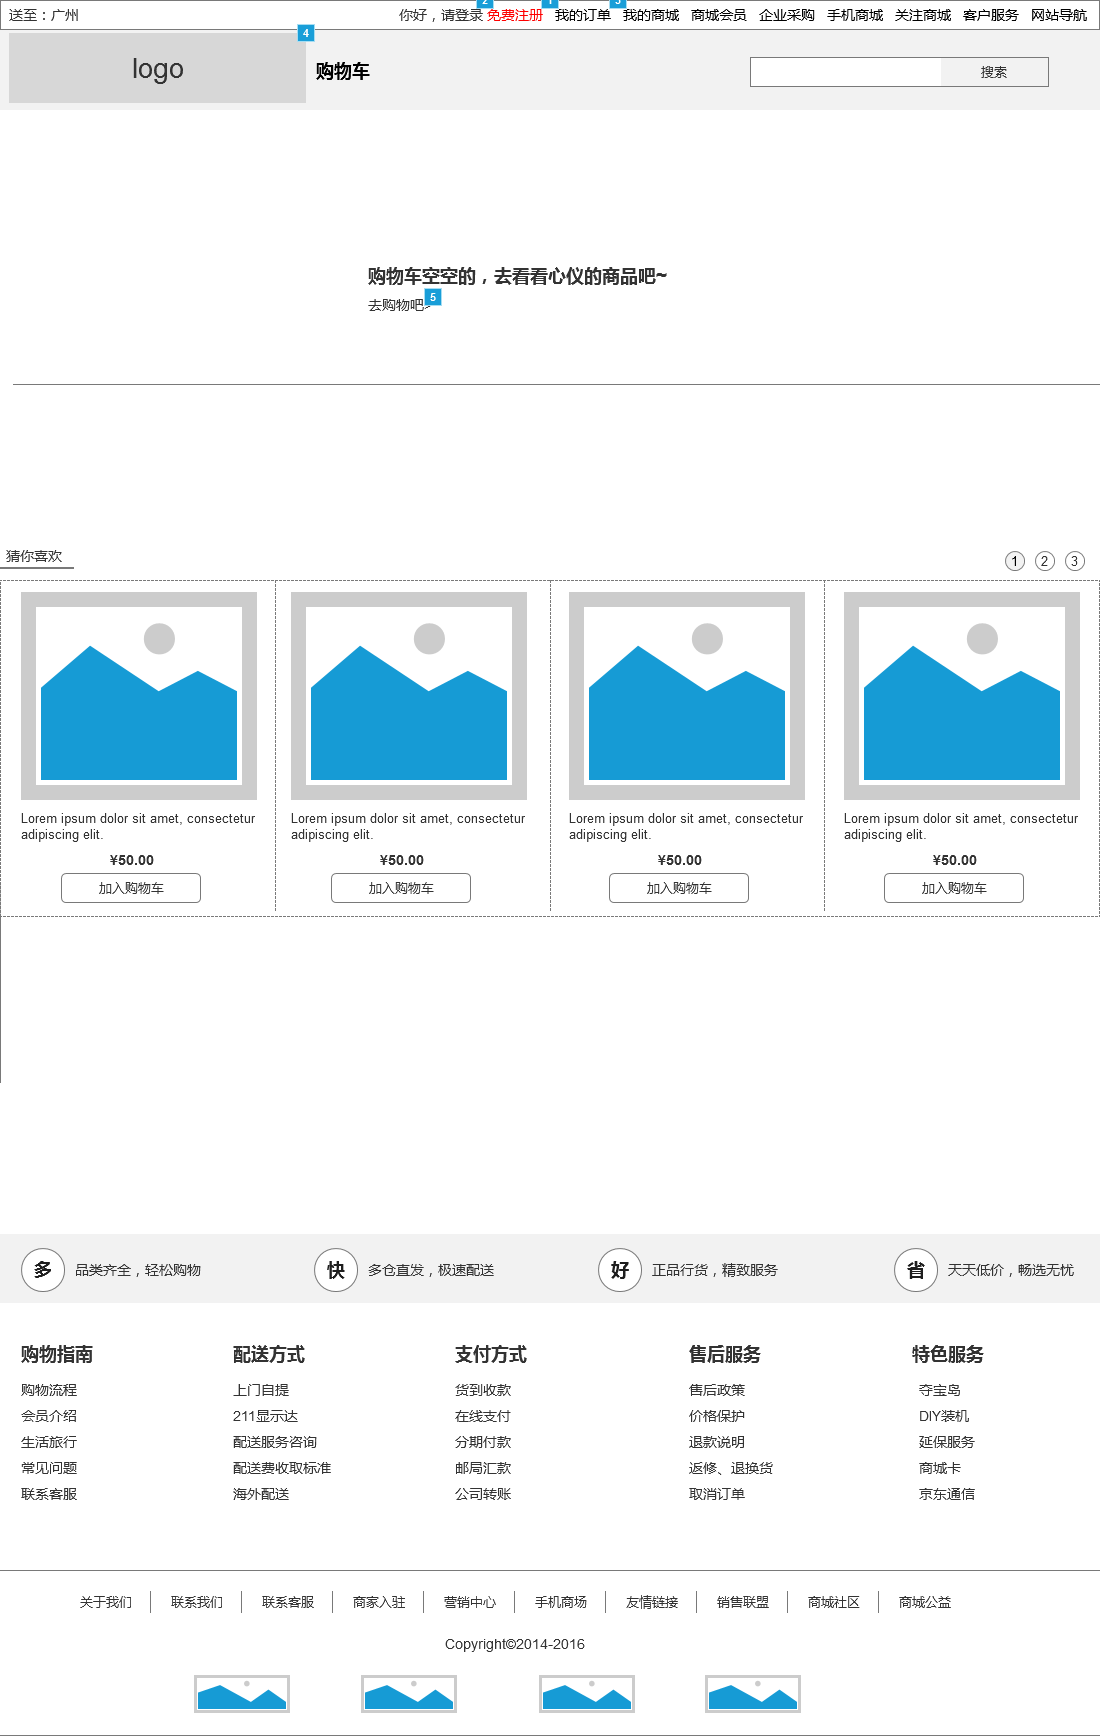 送至：广州
你好，请登录 免费注册 我的订单 我的商城 商城会员 企业采购 手机商城 关注商城 客户服务 网站导航
2 1 3
4
logo
购物车
搜索
购物车空空的，去看看心仪的商品吧~
去购物吧>
5
猜你喜欢
1 2 3
Lorem ipsum dolor sit amet, consectetur
adipiscing elit.
¥50.00
加入购物车
Lorem ipsum dolor sit amet, consectetur
adipiscing elit.
¥50.00
加入购物车
Lorem ipsum dolor sit amet, consectetur
adipiscing elit.
¥50.00
加入购物车
Lorem ipsum dolor sit amet, consectetur
adipiscing elit.
¥50.00
加入购物车
多 品类齐全，轻松购物
快 多仓直发，极速配送
好 正品行货，精致服务
省 天天低价，畅选无忧
购物指南
购物流程
会员介绍
生活旅行
常见问题
联系客服
配送方式
上门自提
211显示达
配送服务咨询
配送费收取标准
海外配送
支付方式
货到收款
在线支付
分期付款
邮局汇款
公司转账
售后服务
售后政策
价格保护
退款说明
返修、退换货
取消订单
特色服务
夺宝岛
DIY装机
延保服务
商城卡
京东通信
关于我们 联系我们 联系客服 商家入驻 营销中心 手机商场 友情链接 销售联盟 商城社区 商城公益
Copyright©2014-2016